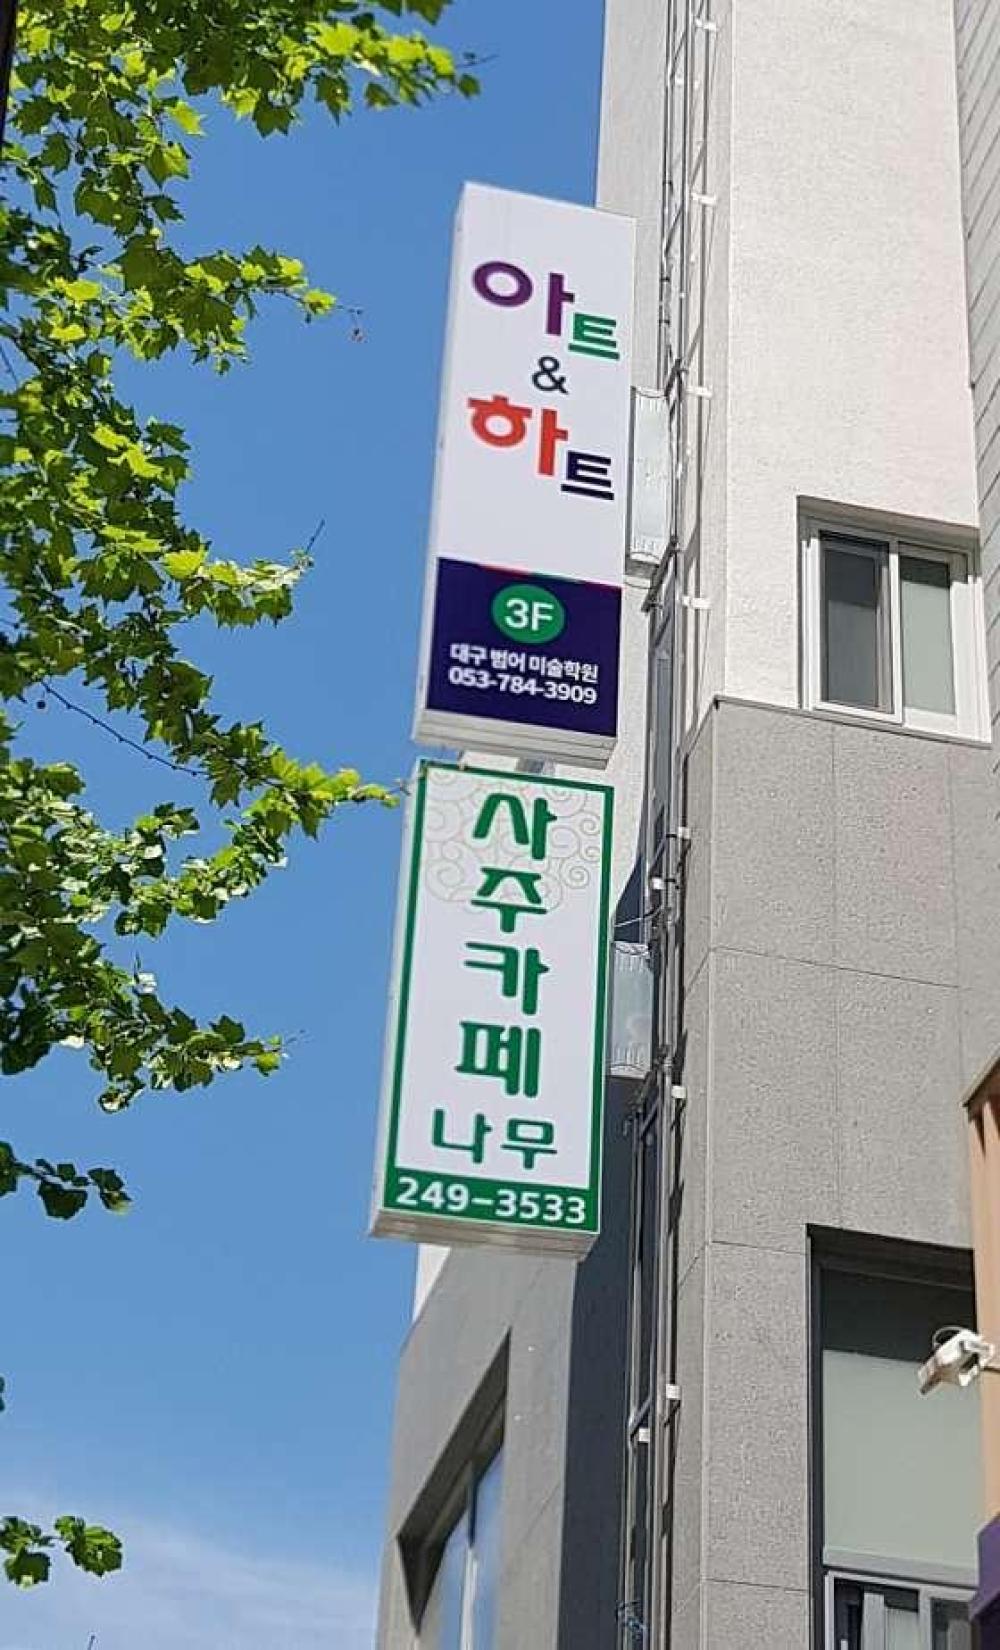 아트
&
하트
3F
대구 범어 미술학원
053-784-3909
사주카페
나무
249-3533